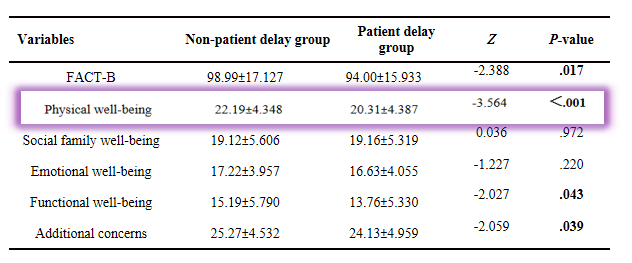 Variables Non-patient delay group Patient delay group Z P-value
FACT-B 98.99±17.127 94.00±15.933 -2.388 .017
Physical well-being 22.19±4.348 20.31±4.387 -3.564 <.001
Social family well-being 19.12±5.606 19.16±5.319 0.036 .972
Emotional well-being 17.22±3.957 16.63±4.055 -1.227 .220
Functional well-being 15.19±5.790 13.76±5.330 -2.027 .043
Additional concerns 25.27±4.532 24.13±4.959 -2.059 .039